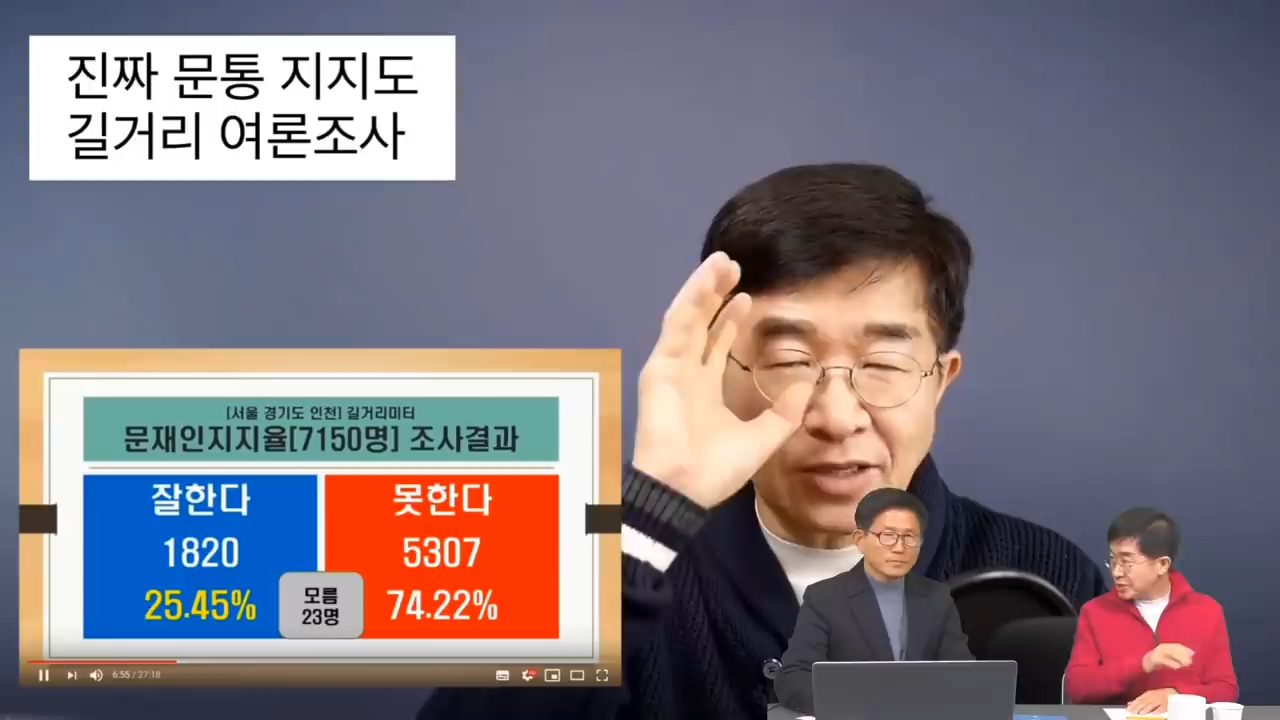 진짜 문통 지지도
길거리 여론조사
[서울 경기도 인천] 길거리미터
문재인지지율[7150명] 조사결과
잘한다
1820
25.45%
못한다
5307
74.22%
모름
23명
6:55 / 27:18